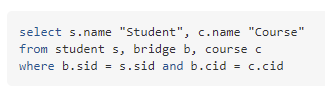 select s.name "Student", c.name "Course"
from student s, bridge b, course c
where b.sid = s.sid and b.cid = c.cid